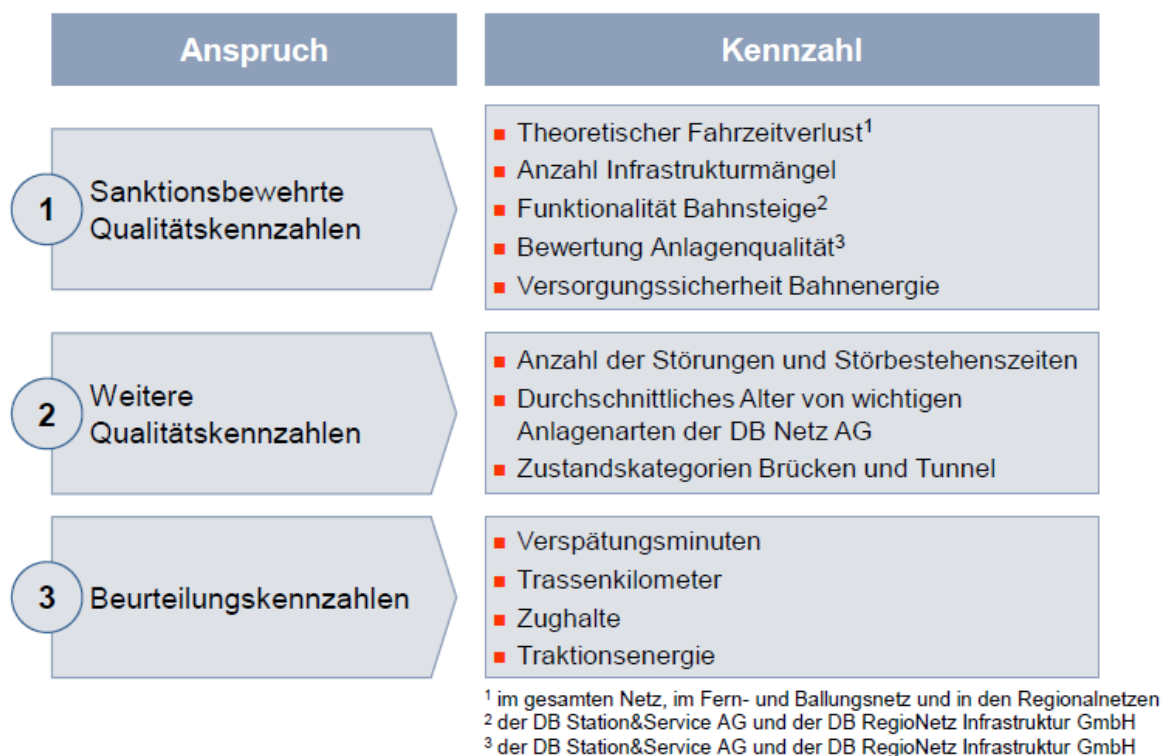 Anspruch
Kennzahl
1
Sanktionsbewehrte
Qualitätskennzahlen
Theoretischer Fahrzeitverlust¹
Anzahl Infrastrukturmängel
Funktionalität Bahnsteige²
Bewertung Anlagenqualität³
Versorgungssicherheit Bahnenergie
2
Weitere
Qualitätskennzahlen
Anzahl der Störungen und Störbestehenszeiten
Durchschnittliches Alter von wichtigen
Anlagenarten der DB Netz AG
Zustandskategorien Brücken und Tunnel
3
Beurteilungskennzahlen
Verspätungsminuten
Trassenkilometer
Zughalte
Traktionsenergie
¹ im gesamten Netz, im Fern- und Ballungsnetz und in den Regionalnetzen
² der DB Station&Service AG und der DB RegioNetz Infrastruktur GmbH
³ der DB Station&Service AG und der DB RegioNetz Infrastruktur GmbH